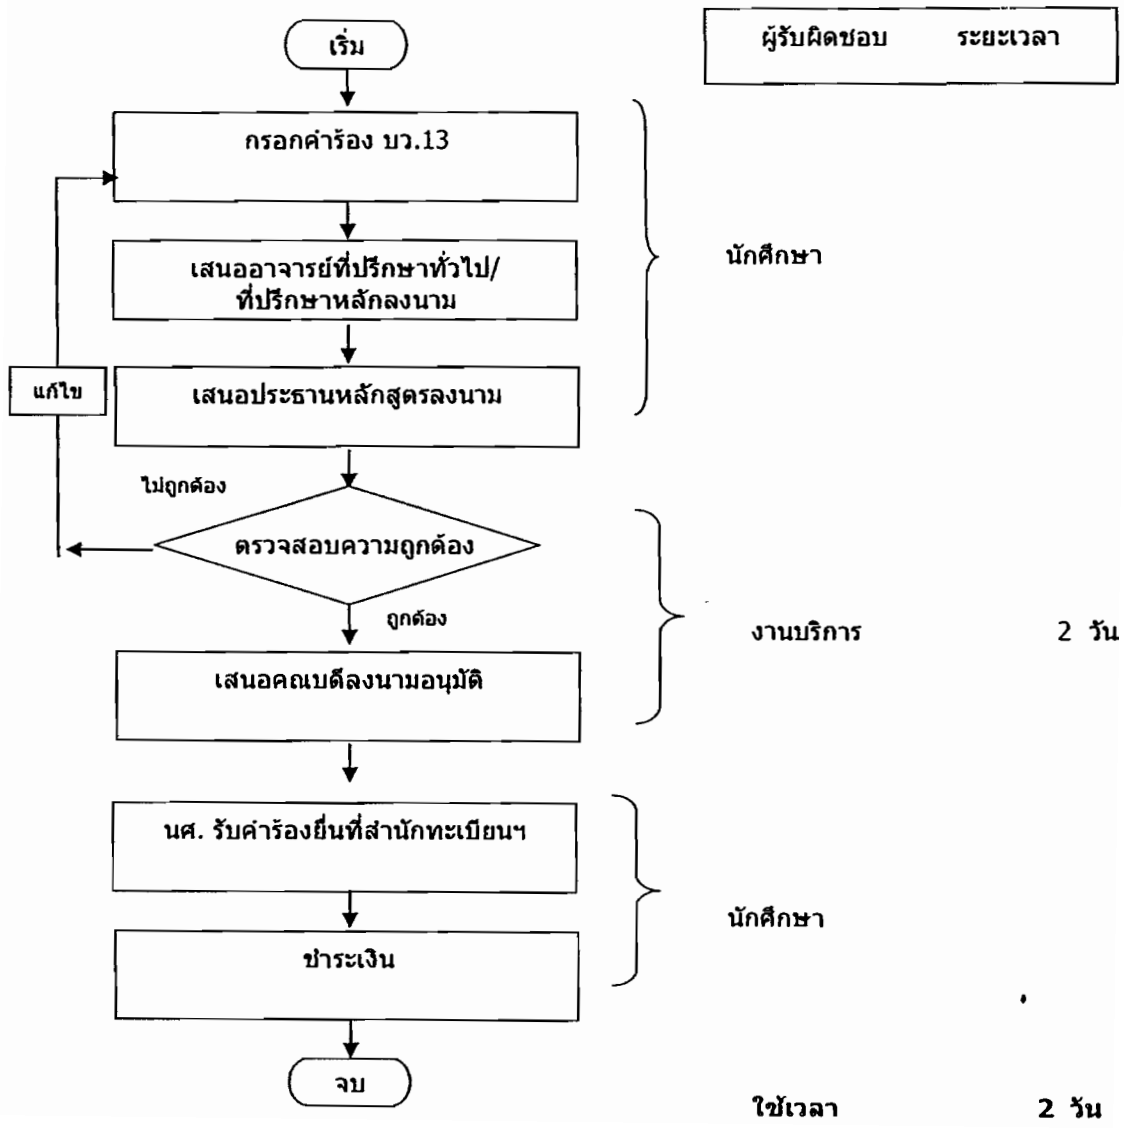 ผู้รับผิดชอบ ระยะเวลา
เริ่ม
กรอกคำร้อง บว.13
เสนออาจารย์ที่ปรึกษาทั่วไป/
ที่ปรึกษาหลักลงนาม
นักศึกษา
แก้ไข
เสนอประธานหลักสูตรลงนาม
ไม่ถูกต้อง
ตรวจสอบความถูกต้อง
ถูกต้อง
งานบริการ 2 วัน
เสนอคณบดีลงนามอนุมัติ
นศ. รับคำร้องยื่นที่สำนักทะเบียนฯ
นักศึกษา
ชำระเงิน
จบ
ใช้เวลา 2 วัน